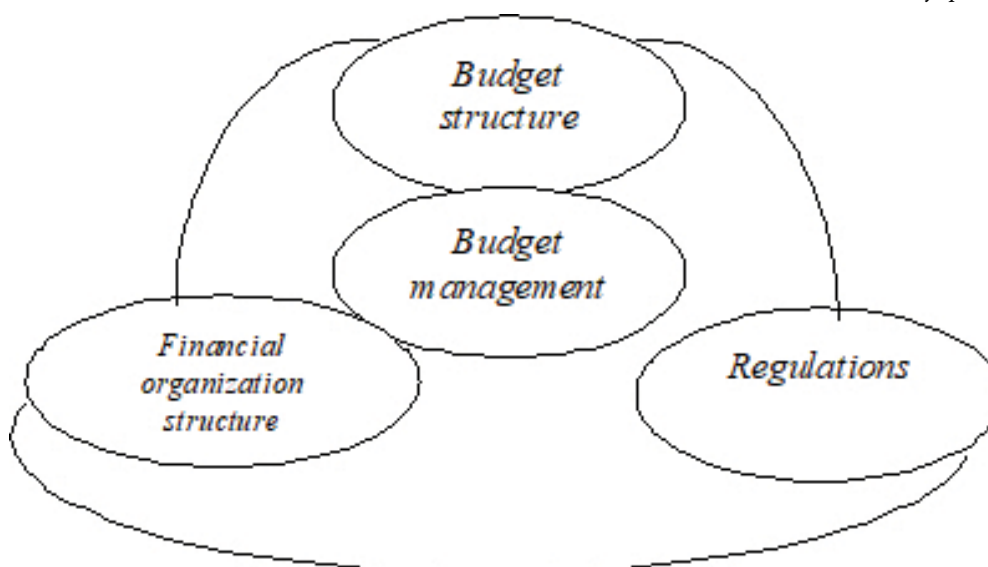 Budget
structure
Budget
management
Financial
organization
structure
Regulations